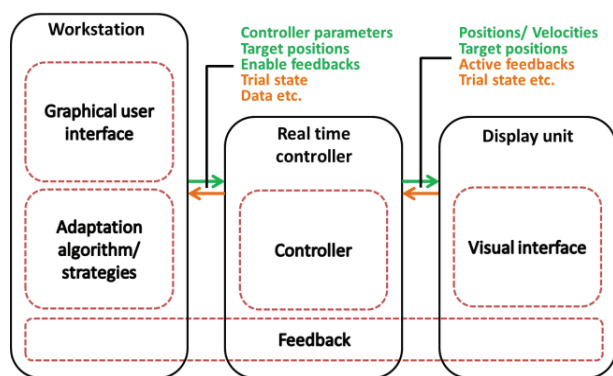 Workstation
Graphical user
interface
Adaptation
algorithm/
strategies
Controller parameters
Target positions
Enable feedbacks
Trial state
Data etc.
Real time
controller
Controller
Positions/ Velocities
Target positions
Active feedbacks
Trial state etc.
Display unit
Visual interface
Feedback